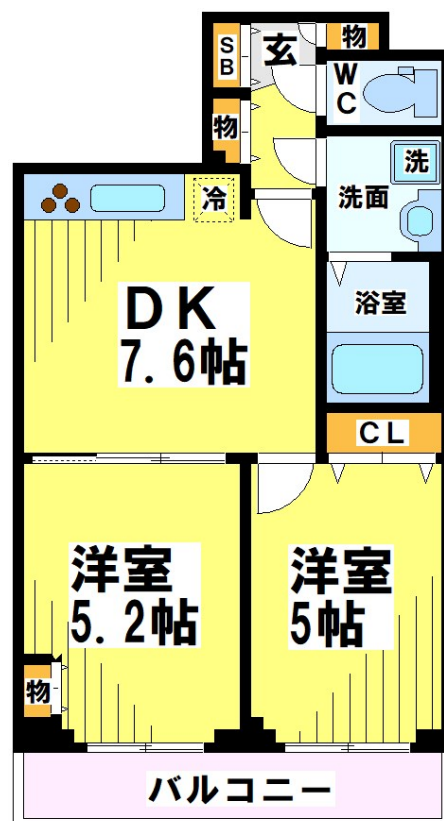 SB
玄
物
WC
物
洗
洗面
冷
DK
7.6帖
浴室
CL
洋室
5.2帖
洋室
5帖
物
バルコニー